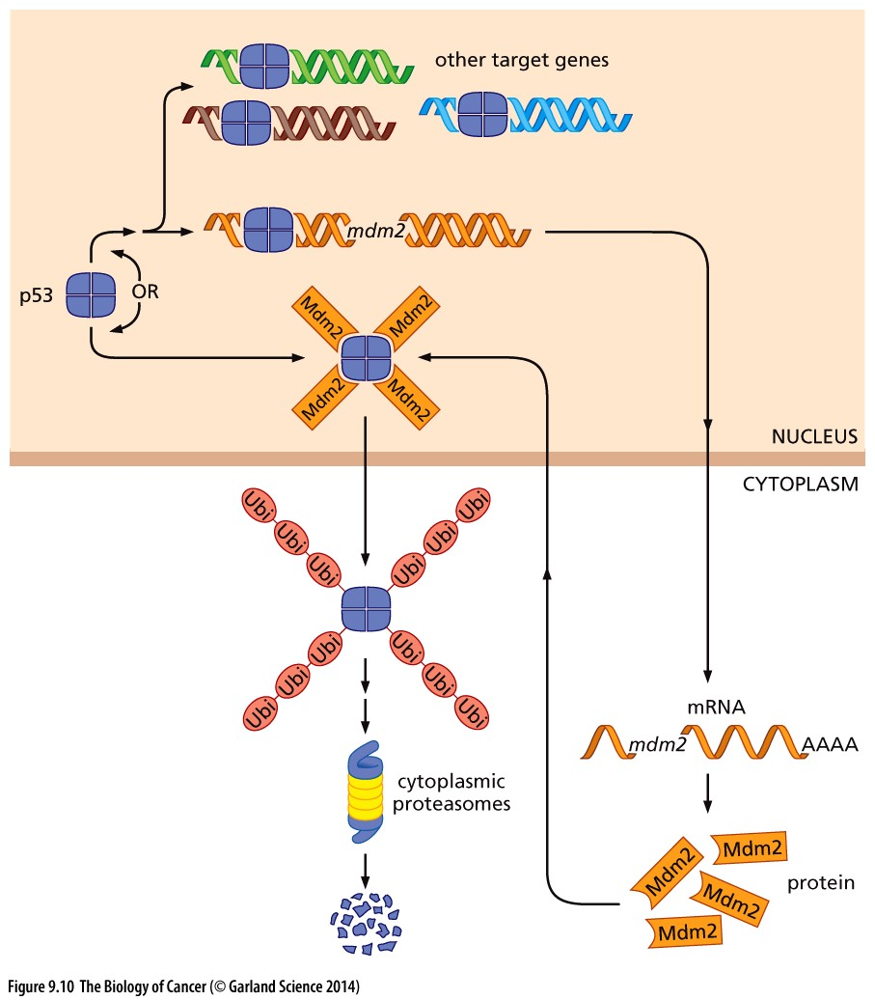 other target genes
mdm2
p53
OR
Mdm2
Mdm2
Mdm2
Mdm2
NUCLEUS
CYTOPLASM
Ubi
Ubi
Ubi
Ubi
Ubi
Ubi
Ubi
Ubi
Ubi
Ubi
Ubi
Ubi
mRNA
mdm2
AAAA
cytoplasmic
proteasomes
Mdm2
Mdm2
Mdm2
Mdm2
protein
Figure 9.10 The Biology of Cancer (© Garland Science 2014)